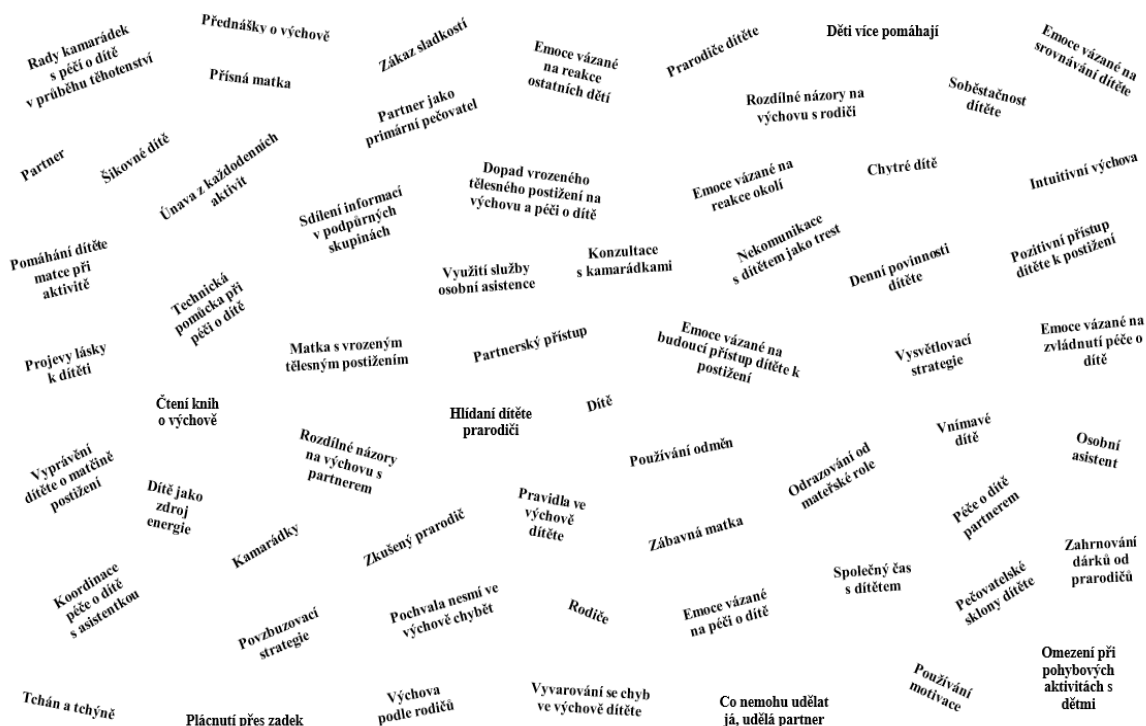 Rady kamarádek
s péčí o dítě
v průběhu těhotenství
Přednášky o výchově
Zákaz sladkostí
Emoce vázané
na reakce
ostatních dětí
Prarodiče dítěte
Děti více pomáhají
Emoce vázané na
srovnávání dítěte
Přísná matka
Partner jako
primární pečovatel
Rozdílné názory na
výchovu s rodiči
Soběstačnost
dítěte
Partner
Šikovné dítě
Únava z každodenních
aktivit
Sdílení informací
v podpůrných
skupinách
Dopad vrozeného
tělesného postižení na
výchovu a péči o dítě
Emoce vázané na
reakce okolí
Chytré dítě
Intuitivní výchova
Pomáhání dítěte
matce při
aktivitě
Technická
pomůcka při
péči o dítě
Využití služby
osobní asistence
Konzultace
s kamarádkami
Nekomunikace
s dítětem jako trest
Denní povinnosti
dítěte
Pozitivní přístup
dítěte k postižení
Projevy lásky
k dítěti
Matka s vrozeným
tělesným postižením
Partnerský přístup
Emoce vázané na
budoucí přístup dítěte k
postižení
Vysvětlovací
strategie
Emoce vázané na
zvládnutí péče o
dítě
Čtení knih
o výchově
Hlídaní dítěte
prarodiči
Dítě
Vyprávění
dítěte o matčině
postižení
Dítě jako
zdroj
energie
Rozdílné názory
na výchovu s
partnerem
Používání odměn
Odrazování od
mateřské role
Vnímavé
dítě
Osobní
asistent
Kamarádky
Zkušený prarodič
Pravidla ve
výchově
dítěte
Zábavná matka
Péče o dítě
partnerem
Koordinace
péče o dítě
s asistentkou
Povzbuzovací
strategie
Pochvala nesmí ve
výchově chybět
Rodiče
Emoce vázané
na péči o dítě
Společný čas
s dítětem
Pečovatelské
sklony dítěte
Zahrnování
dárků od
prarodičů
Tchán a tchýně
Plácnutí přes zadek
Výchova
podle rodičů
Vyvarování se chyb
ve výchově dítěte
Co nemohu udělat
já, udělá partner
Používání
motivace
Omezení při
pohybových
aktivitách s
dětmi